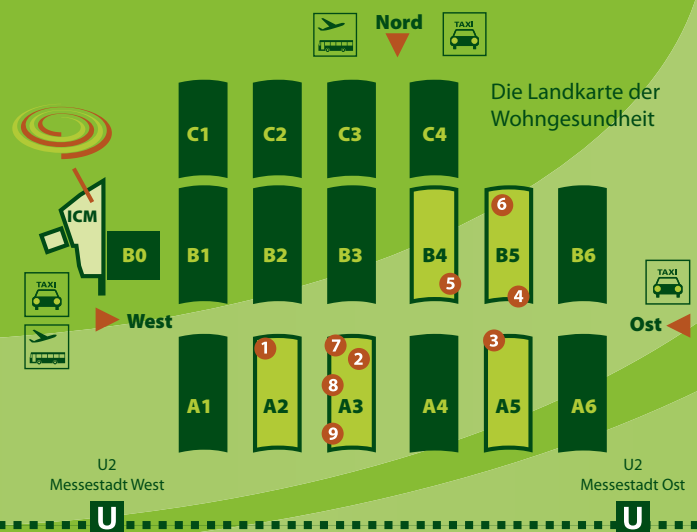 Nord
TAXI
Die Landkarte der
Wohngesundheit
C1 C2 C3 C4
ICM
B0 B1 B2 B3 B4 B5 B6
6
5
4
TAXI
TAXI
West
Ost
1 7 2 3
8
A1 A2 A3 A4 A5 A6
9
U2
Messestadt West
U2
Messestadt Ost
U
U